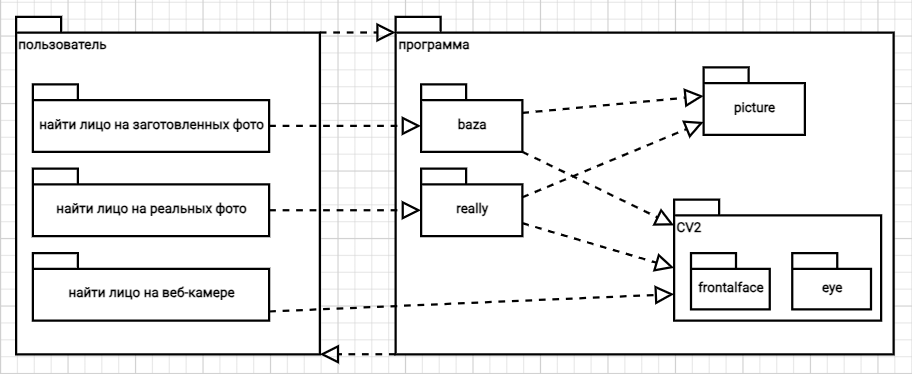 пользователь
найти лицо на заготовленных фото
найти лицо на реальных фото
найти лицо на веб-камере
программа
baza
really
picture
CV2
frontalface
eye